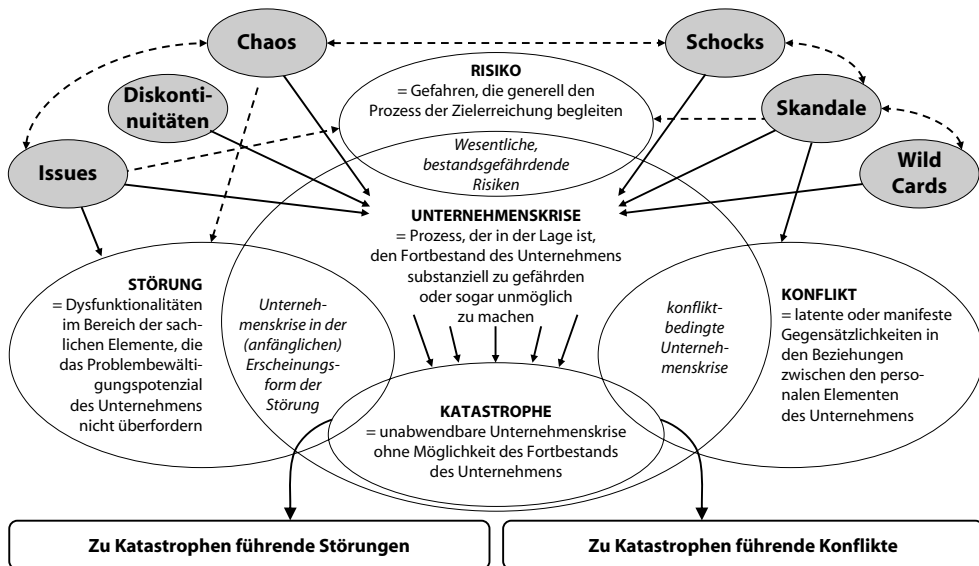 Chaos
Schocks
RISIKO
= Gefahren, die generell den
Prozess der Zielerreichung begleiten
Diskonti-
nuitäten
Skandale
Wesentliche,
bestandsgefährdende
Risiken
Issues
Wild
Cards
UNTERNEHMENSKRISE
= Prozess, der in der Lage ist,
den Fortbestand des Unternehmens
substanziell zu gefährden
oder sogar unmöglich
zu machen
STÖRUNG
= Dysfunktionalitäten
im Bereich der sach-
lichen Elemente, die
das Problembewälti-
gungspotenzial
des Unternehmens
nicht überfordern
Unterneh-
menskrise in der
(anfänglichen)
Erscheinungs-
form der
Störung
konflikt-
bedingte
Unterneh-
menskrise
KONFLIKT
= latente oder manifeste
Gegensätzlichkeiten in
den Beziehungen
zwischen den perso-
nalen Elementen
des Unternehmens
KATASTROPHE
= unabwendbare Unternehmenskrise
ohne Möglichkeit des Fortbestands
des Unternehmens
Zu Katastrophen führende Störungen
Zu Katastrophen führende Konflikte